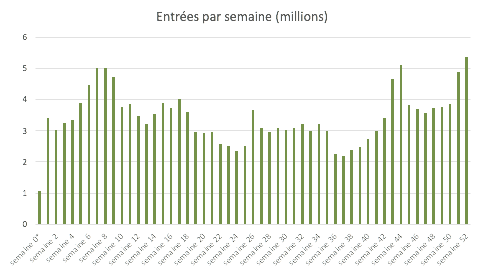 Entrées par semaine (millions)
6
5
4
3
2
1
0
semaine 0*
semaine 2
semaine 4
semaine 6
semaine 8
semaine 10
semaine 12
semaine 14
semaine 16
semaine 18
semaine 20
semaine 22
semaine 24
semaine 26
semaine 28
semaine 30
semaine 32
semaine 34
semaine 36
semaine 38
semaine 40
semaine 42
semaine 44
semaine 46
semaine 48
semaine 50
semaine 52